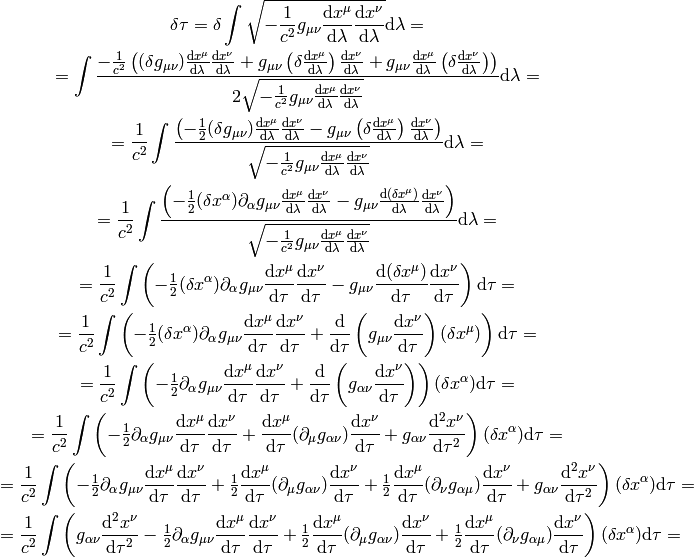 $\delta\tau = \delta \int \sqrt{-\frac{1}{c^2} g_{\mu\nu} \frac{\mathrm{d}x^\mu}{\mathrm{d}\lambda} \frac{\mathrm{d}x^\nu}{\mathrm{d}\lambda}} \mathrm{d}\lambda =$
$= \int \frac{-\frac{1}{c^2} \left( (\delta g_{\mu\nu}) \frac{\mathrm{d}x^\mu}{\mathrm{d}\lambda} \frac{\mathrm{d}x^\nu}{\mathrm{d}\lambda} + g_{\mu\nu} \left( \delta \frac{\mathrm{d}x^\mu}{\mathrm{d}\lambda} \right) \frac{\mathrm{d}x^\nu}{\mathrm{d}\lambda} + g_{\mu\nu} \frac{\mathrm{d}x^\mu}{\mathrm{d}\lambda} \left( \delta \frac{\mathrm{d}x^\nu}{\mathrm{d}\lambda} \right) \right)}{2\sqrt{-\frac{1}{c^2} g_{\mu\nu} \frac{\mathrm{d}x^\mu}{\mathrm{d}\lambda} \frac{\mathrm{d}x^\nu}{\mathrm{d}\lambda}}} \mathrm{d}\lambda =$
$= \frac{1}{c^2} \int \frac{\left( -\frac{1}{2} (\delta g_{\mu\nu}) \frac{\mathrm{d}x^\mu}{\mathrm{d}\lambda} \frac{\mathrm{d}x^\nu}{\mathrm{d}\lambda} - g_{\mu\nu} \left( \delta \frac{\mathrm{d}x^\mu}{\mathrm{d}\lambda} \right) \frac{\mathrm{d}x^\nu}{\mathrm{d}\lambda} \right)}{\sqrt{-\frac{1}{c^2} g_{\mu\nu} \frac{\mathrm{d}x^\mu}{\mathrm{d}\lambda} \frac{\mathrm{d}x^\nu}{\mathrm{d}\lambda}}} \mathrm{d}\lambda =$
$= \frac{1}{c^2} \int \frac{\left( -\frac{1}{2} (\delta x^\alpha) \partial_\alpha g_{\mu\nu} \frac{\mathrm{d}x^\mu}{\mathrm{d}\lambda} \frac{\mathrm{d}x^\nu}{\mathrm{d}\lambda} - g_{\mu\nu} \frac{\mathrm{d}(\delta x^\mu)}{\mathrm{d}\lambda} \frac{\mathrm{d}x^\nu}{\mathrm{d}\lambda} \right)}{\sqrt{-\frac{1}{c^2} g_{\mu\nu} \frac{\mathrm{d}x^\mu}{\mathrm{d}\lambda} \frac{\mathrm{d}x^\nu}{\mathrm{d}\lambda}}} \mathrm{d}\lambda =$
$= \frac{1}{c^2} \int \left( -\frac{1}{2} (\delta x^\alpha) \partial_\alpha g_{\mu\nu} \frac{\mathrm{d}x^\mu}{\mathrm{d}\tau} \frac{\mathrm{d}x^\nu}{\mathrm{d}\tau} - g_{\mu\nu} \frac{\mathrm{d}(\delta x^\mu)}{\mathrm{d}\tau} \frac{\mathrm{d}x^\nu}{\mathrm{d}\tau} \right) \mathrm{d}\tau =$
$= \frac{1}{c^2} \int \left( -\frac{1}{2} (\delta x^\alpha) \partial_\alpha g_{\mu\nu} \frac{\mathrm{d}x^\mu}{\mathrm{d}\tau} \frac{\mathrm{d}x^\nu}{\mathrm{d}\tau} + \frac{\mathrm{d}}{\mathrm{d}\tau} \left( g_{\mu\nu} \frac{\mathrm{d}x^\nu}{\mathrm{d}\tau} \right) (\delta x^\mu) \right) \mathrm{d}\tau =$
$= \frac{1}{c^2} \int \left( -\frac{1}{2} \partial_\alpha g_{\mu\nu} \frac{\mathrm{d}x^\mu}{\mathrm{d}\tau} \frac{\mathrm{d}x^\nu}{\mathrm{d}\tau} + \frac{\mathrm{d}}{\mathrm{d}\tau} \left( g_{\alpha\nu} \frac{\mathrm{d}x^\nu}{\mathrm{d}\tau} \right) \right) (\delta x^\alpha) \mathrm{d}\tau =$
$= \frac{1}{c^2} \int \left( -\frac{1}{2} \partial_\alpha g_{\mu\nu} \frac{\mathrm{d}x^\mu}{\mathrm{d}\tau} \frac{\mathrm{d}x^\nu}{\mathrm{d}\tau} + \frac{\mathrm{d}x^\mu}{\mathrm{d}\tau} (\partial_\mu g_{\alpha\nu}) \frac{\mathrm{d}x^\nu}{\mathrm{d}\tau} + g_{\alpha\nu} \frac{\mathrm{d}^2 x^\nu}{\mathrm{d}\tau^2} \right) (\delta x^\alpha) \mathrm{d}\tau =$
$= \frac{1}{c^2} \int \left( -\frac{1}{2} \partial_\alpha g_{\mu\nu} \frac{\mathrm{d}x^\mu}{\mathrm{d}\tau} \frac{\mathrm{d}x^\nu}{\mathrm{d}\tau} + \frac{1}{2} \frac{\mathrm{d}x^\mu}{\mathrm{d}\tau} (\partial_\mu g_{\alpha\nu}) \frac{\mathrm{d}x^\nu}{\mathrm{d}\tau} + \frac{1}{2} \frac{\mathrm{d}x^\mu}{\mathrm{d}\tau} (\partial_\nu g_{\alpha\mu}) \frac{\mathrm{d}x^\nu}{\mathrm{d}\tau} + g_{\alpha\nu} \frac{\mathrm{d}^2 x^\nu}{\mathrm{d}\tau^2} \right) (\delta x^\alpha) \mathrm{d}\tau =$
$= \frac{1}{c^2} \int \left( g_{\alpha\nu} \frac{\mathrm{d}^2 x^\nu}{\mathrm{d}\tau^2} - \frac{1}{2} \partial_\alpha g_{\mu\nu} \frac{\mathrm{d}x^\mu}{\mathrm{d}\tau} \frac{\mathrm{d}x^\nu}{\mathrm{d}\tau} + \frac{1}{2} \frac{\mathrm{d}x^\mu}{\mathrm{d}\tau} (\partial_\mu g_{\alpha\nu}) \frac{\mathrm{d}x^\nu}{\mathrm{d}\tau} + \frac{1}{2} \frac{\mathrm{d}x^\mu}{\mathrm{d}\tau} (\partial_\nu g_{\alpha\mu}) \frac{\mathrm{d}x^\nu}{\mathrm{d}\tau} \right) (\delta x^\alpha) \mathrm{d}\tau =$